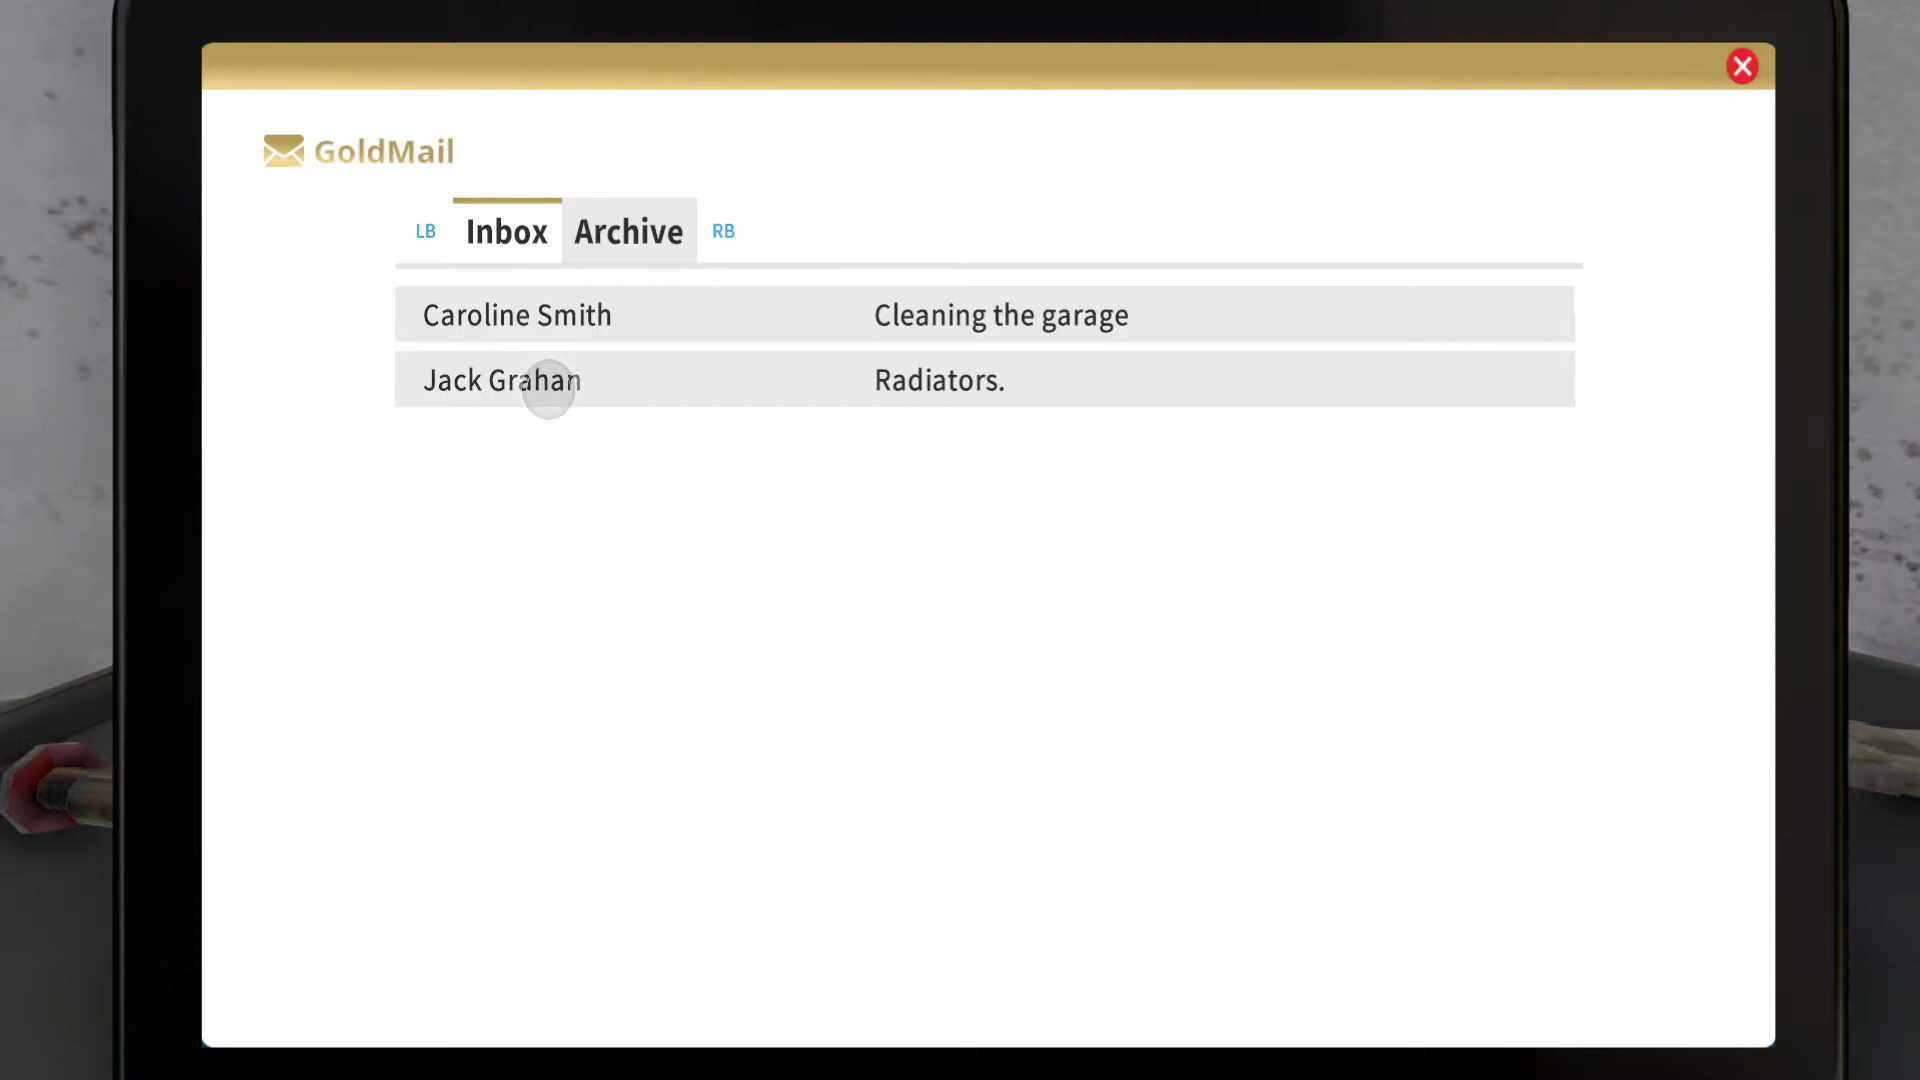 GoldMail
LB Inbox Archive RB
Caroline Smith Cleaning the garage
Jack Grahan Radiators.